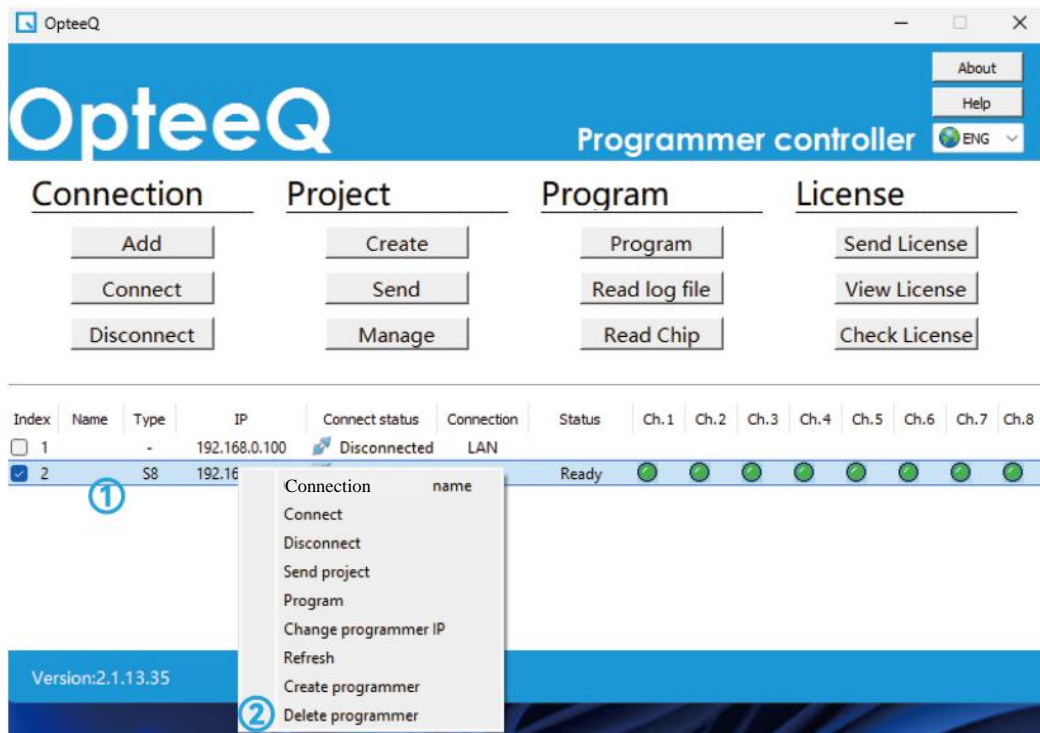 OpteeQ
About
Help
OpteeQ
Programmer controller
ENG
Connection Project Program License
Add Create Program Send License
Connect Send Read log file View License
Disconnect Manage Read Chip Check License
Index Name Type IP Connect status Connection Status Ch.1 Ch.2 Ch.3 Ch.4 Ch.5 Ch.6 Ch.7 Ch.8
1 - 192.168.0.100 Disconnected LAN
2 S8 192.16 Ready
①
Connection name
Connect
Disconnect
Send project
Program
Change programmer IP
Refresh
Create programmer
② Delete programmer
Version:2.1.13.35